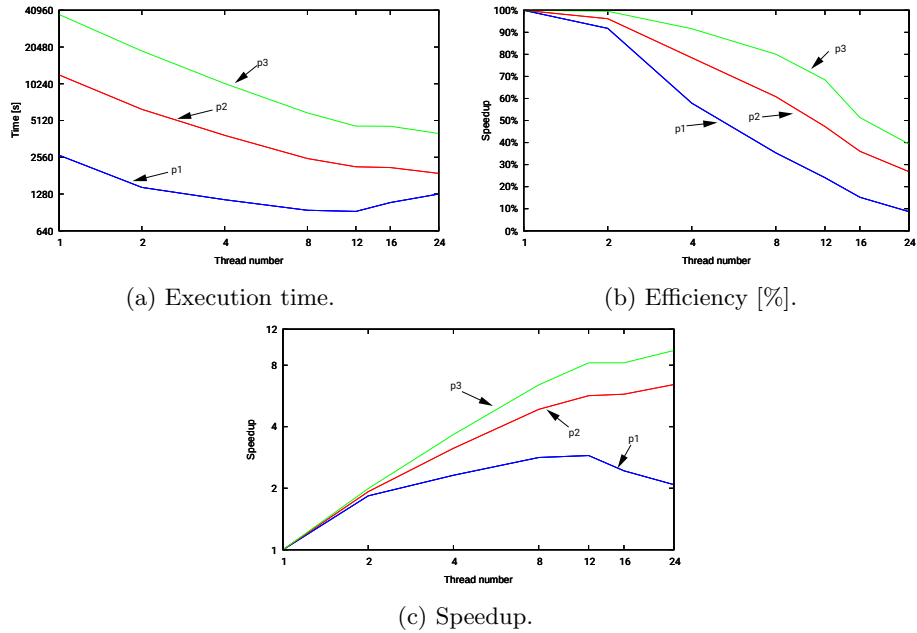 40960
20480
10240
5120
2560
1280
640
Time [s]
p3
p2
p1
1 2 4 8 12 16 24
Thread number
(a) Execution time.
100%
90%
80%
70%
60%
50%
40%
30%
20%
10%
0%
Speedup
p3
p2
p1
1 2 4 8 12 16 24
Thread number
(b) Efficiency [%].
12
8
4
2
1
Speedup
p3
p2
p1
1 2 4 8 12 16 24
Thread number
(c) Speedup.